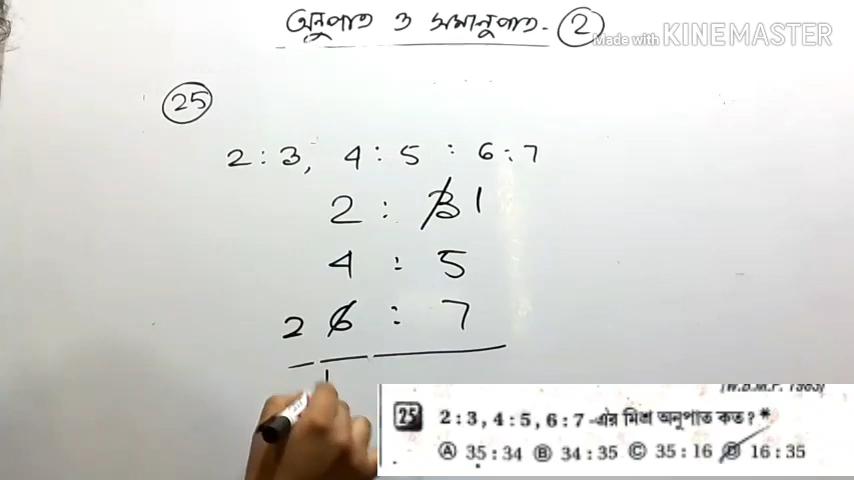 অনুপাত ও সমানুপাত - 2
Made with KINEMASTER
25
2 : 3, 4 : 5 : 6 : 7
2 : 3 1
4 : 5
2 6 : 7
1
[W.B.M.P. 1983]
25 2 : 3, 4 : 5, 6 : 7 -এর মিশ্র অনুপাত কত? *
A 35 : 34 B 34 : 35 C 35 : 16 D 16 : 35